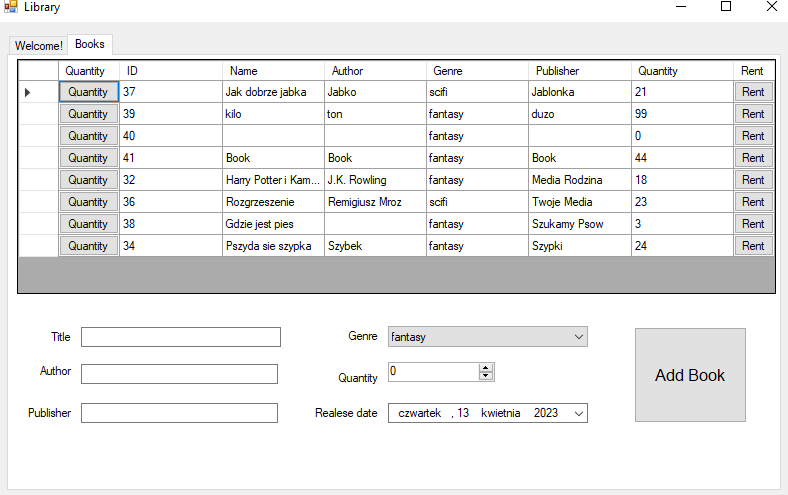 Library
Welcome! Books
Quantity ID Name Author Genre Publisher Quantity Rent
Quantity 37 Jak dobrze jabka Jabko scifi Jablonka 21 Rent
Quantity 39 kilo ton fantasy duzo 99 Rent
Quantity 40 fantasy 0 Rent
Quantity 41 Book Book fantasy Book 44 Rent
Quantity 32 Harry Potter i Kam... J.K. Rowling fantasy Media Rodzina 18 Rent
Quantity 36 Rozgrzeszenie Remigiusz Mroz scifi Twoje Media 23 Rent
Quantity 38 Gdzie jest pies fantasy Szukamy Psow 3 Rent
Quantity 34 Pszyda sie szypka Szybek fantasy Szypki 24 Rent
Title Genre fantasy
Author Quantity 0
Publisher Realese date czwartek , 13 kwietnia 2023
Add Book